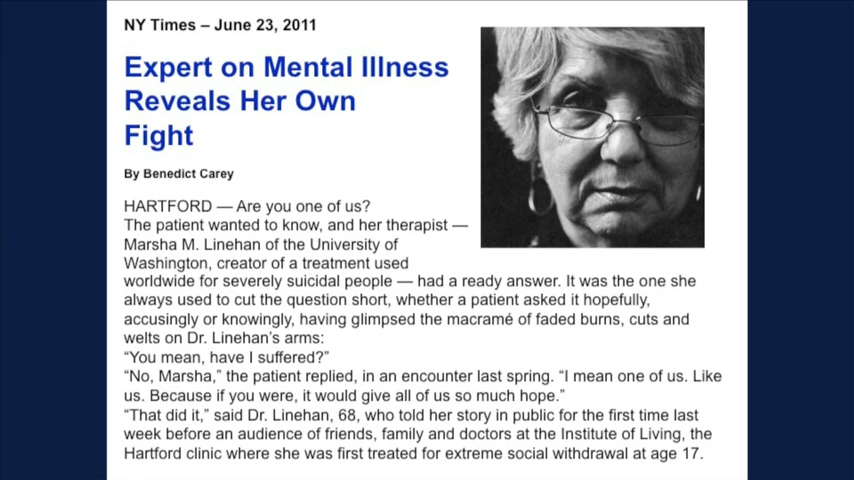 NY Times – June 23, 2011
Expert on Mental Illness
Reveals Her Own
Fight
By Benedict Carey
HARTFORD — Are you one of us?
The patient wanted to know, and her therapist —
Marsha M. Linehan of the University of
Washington, creator of a treatment used
worldwide for severely suicidal people — had a ready answer. It was the one she
always used to cut the question short, whether a patient asked it hopefully,
accusingly or knowingly, having glimpsed the macramé of faded burns, cuts and
welts on Dr. Linehan’s arms:
“You mean, have I suffered?”
“No, Marsha,” the patient replied, in an encounter last spring. “I mean one of us. Like
us. Because if you were, it would give all of us so much hope.”
“That did it,” said Dr. Linehan, 68, who told her story in public for the first time last
week before an audience of friends, family and doctors at the Institute of Living, the
Hartford clinic where she was first treated for extreme social withdrawal at age 17.